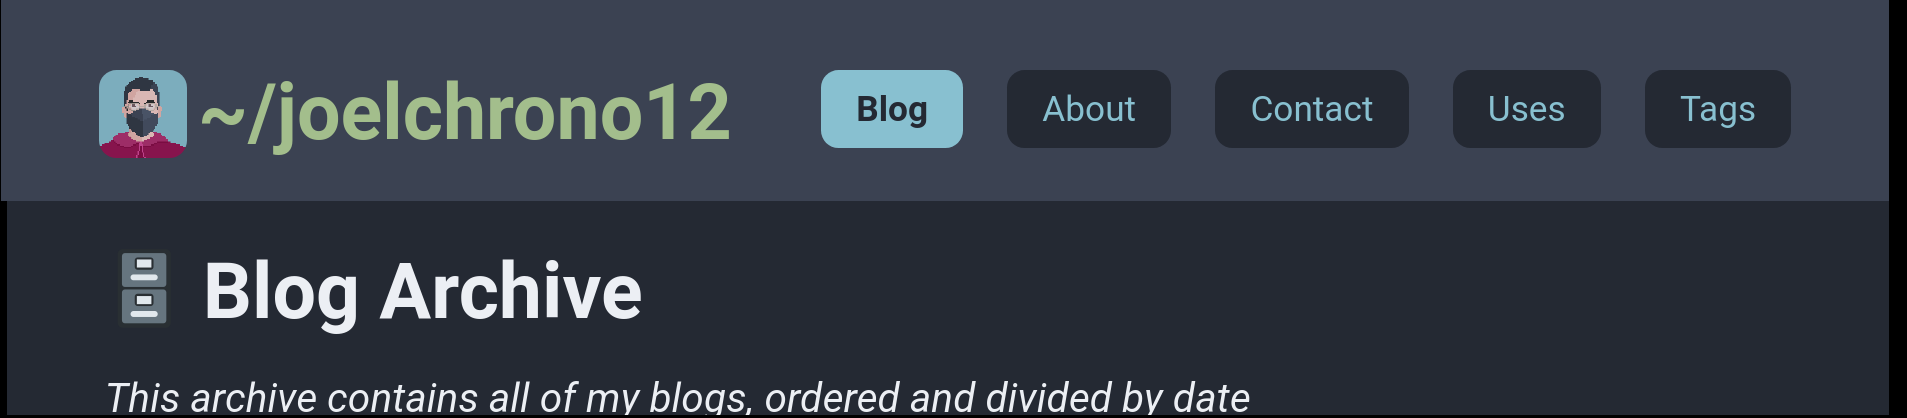 ~/joelchrono12 Blog About Contact Uses Tags
Blog Archive
This archive contains all of my blogs, ordered and divided by date